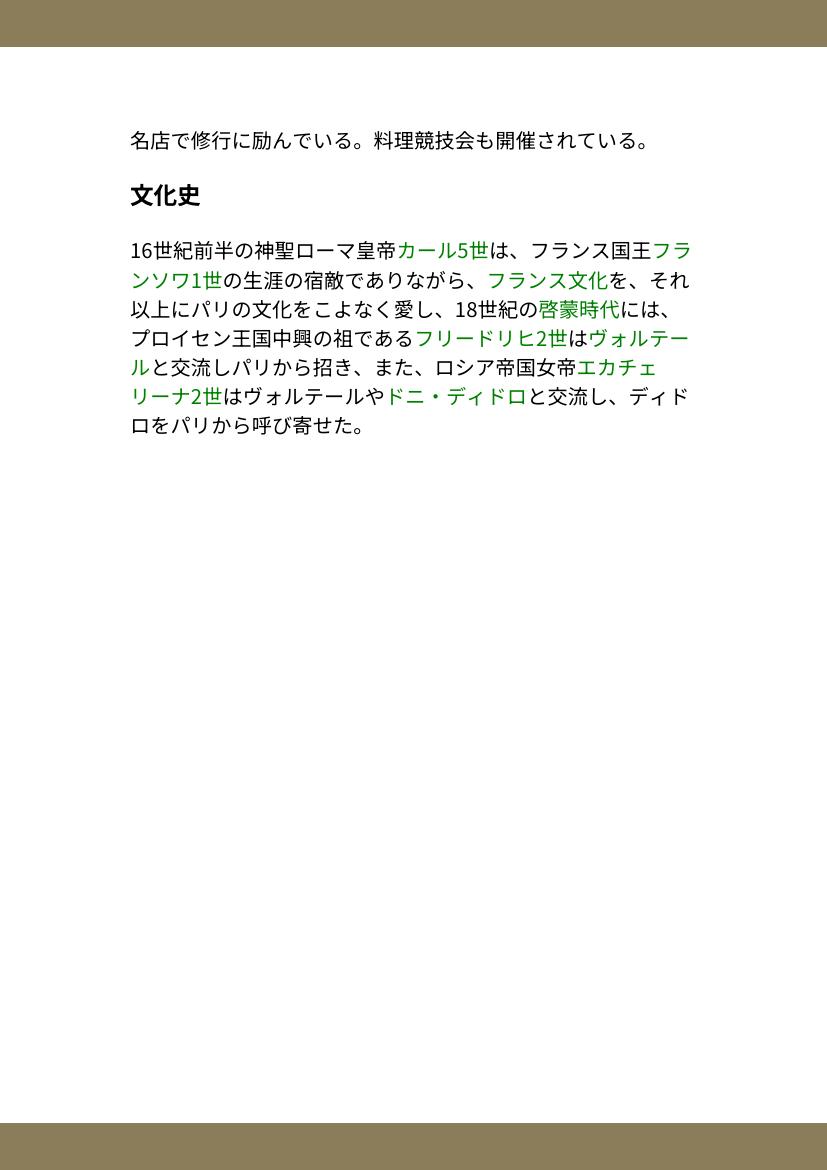 名店で修行に励んでいる。料理競技会も開催されている。
文化史
16世紀前半の神聖ローマ皇帝カール5世は、フランス国王フラ
ンソワ1世の生涯の宿敵でありながら、フランス文化を、それ
以上にパリの文化をこよなく愛し、18世紀の啓蒙時代には、
プロイセン王国中興の祖であるフリードリヒ2世はヴォルテー
ルと交流しパリから招き、また、ロシア帝国女帝エカチェ
リーナ2世はヴォルテールやドニ・ディドロと交流し、ディド
ロをパリから呼び寄せた。